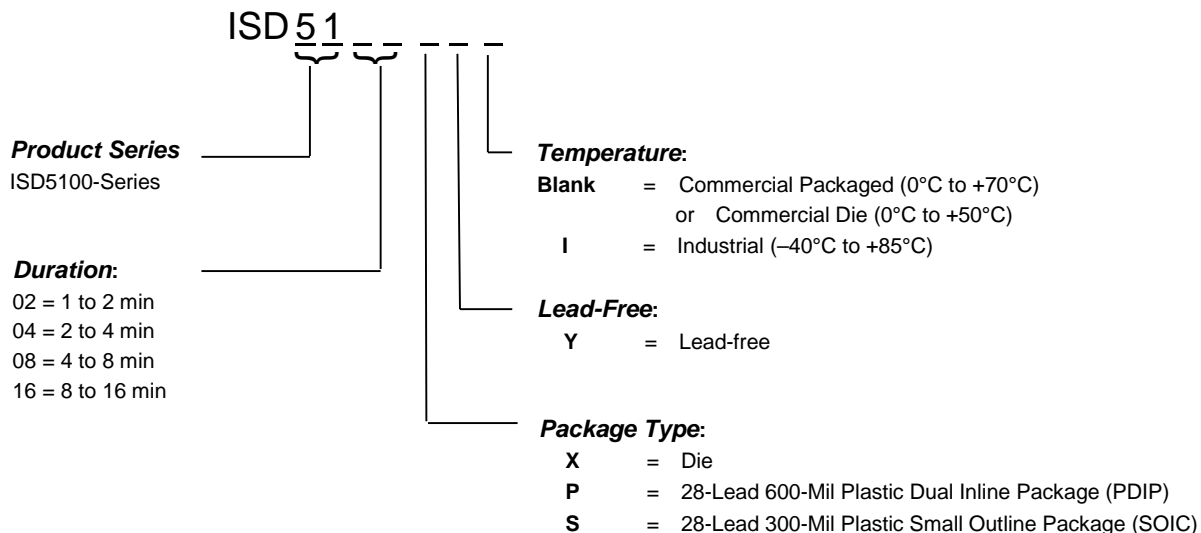 ISD 5 1 _ _ _ _ _
Product Series
ISD5100-Series
Duration:
02 = 1 to 2 min
04 = 2 to 4 min
08 = 4 to 8 min
16 = 8 to 16 min
Temperature:
Blank = Commercial Packaged (0°C to +70°C)
or Commercial Die (0°C to +50°C)
I = Industrial (–40°C to +85°C)
Lead-Free:
Y = Lead-free
Package Type:
X = Die
P = 28-Lead 600-Mil Plastic Dual Inline Package (PDIP)
S = 28-Lead 300-Mil Plastic Small Outline Package (SOIC)